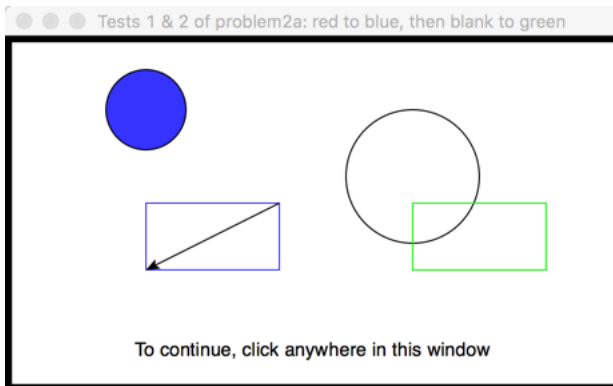 Tests 1 & 2 of problem2a: red to blue, then blank to green
To continue, click anywhere in this window